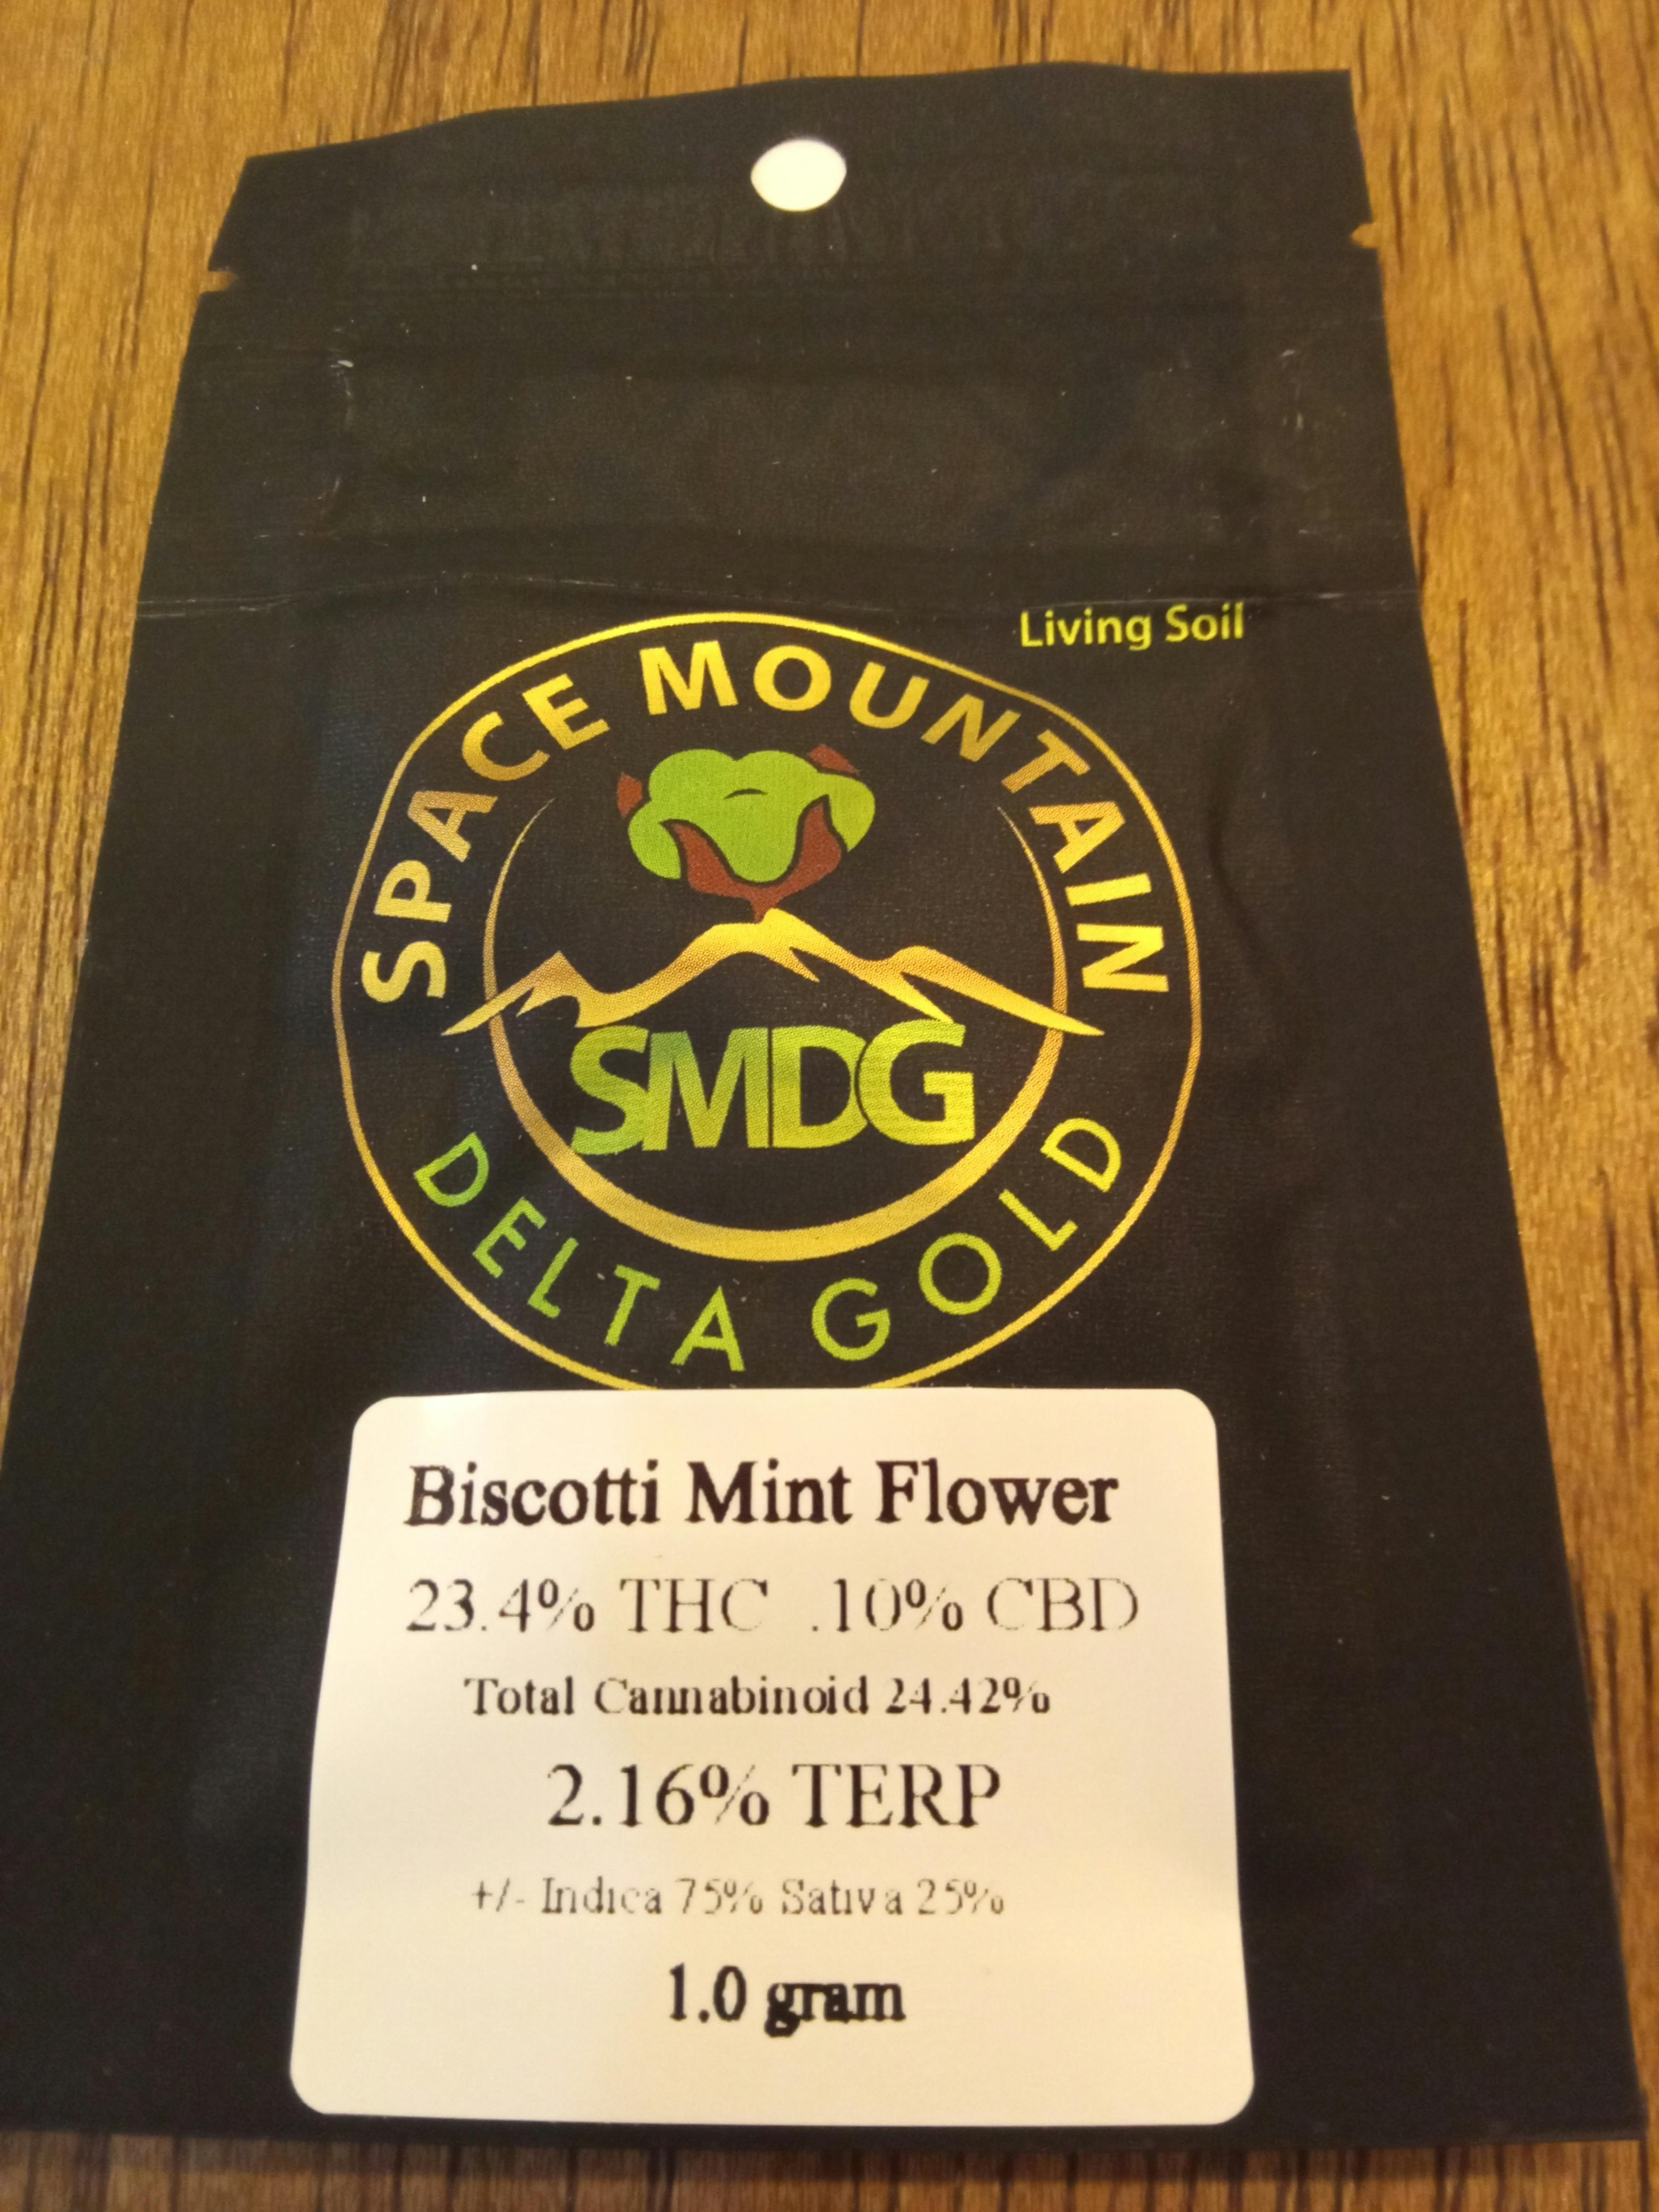 Living Soil
SPACE MOUNTAIN
SMDG
DELTA GOLD
Biscotti Mint Flower
23.4% THC .10% CBD
Total Cannabinoid 24.42%
2.16% TERP
+/- Indica 75% Sativa 25%
1.0 gram